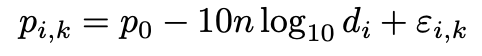 $p_{i,k} = p_0 - 10n \log_{10} d_i + \varepsilon_{i,k}$